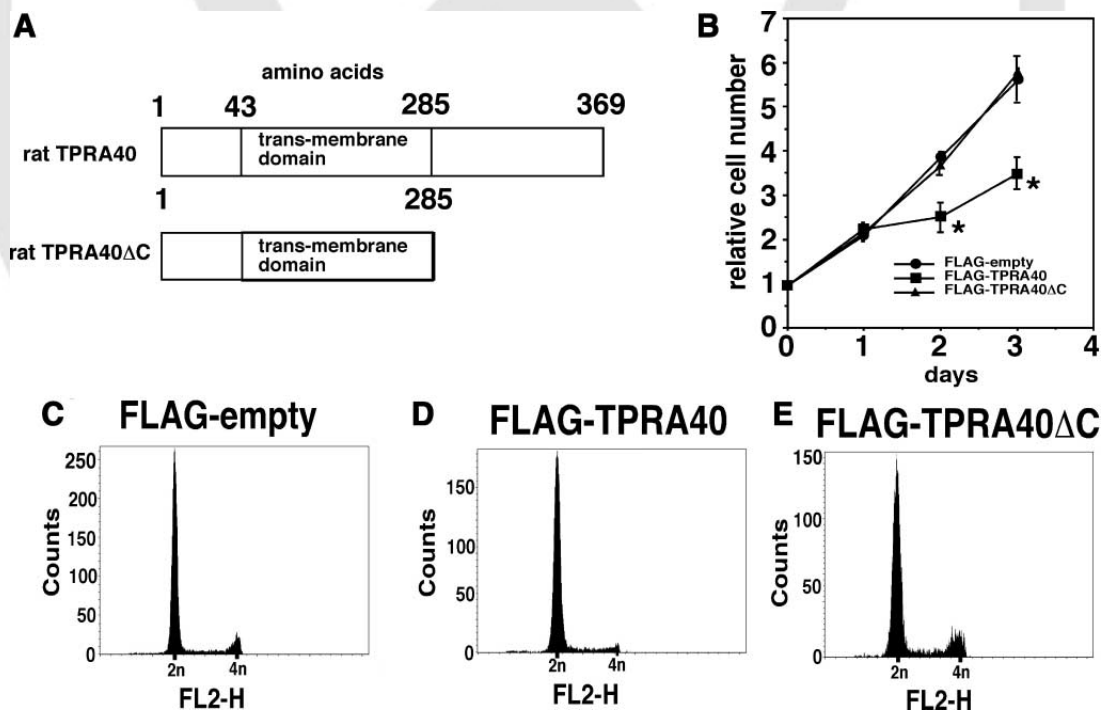 A
amino acids
1 43 285 369
rat TPRA40
trans-membrane
domain
1 285
rat TPRA40ΔC
trans-membrane
domain
B
relative cell number
7
6
5
4
3
2
1
0
*
*
FLAG-empty
FLAG-TPRA40
FLAG-TPRA40ΔC
0 1 2 3 4
days
C FLAG-empty
Counts
250
200
150
100
50
0
2n 4n
FL2-H
D FLAG-TPRA40
Counts
150
100
50
0
2n 4n
FL2-H
E FLAG-TPRA40ΔC
Counts
150
100
50
0
2n 4n
FL2-H